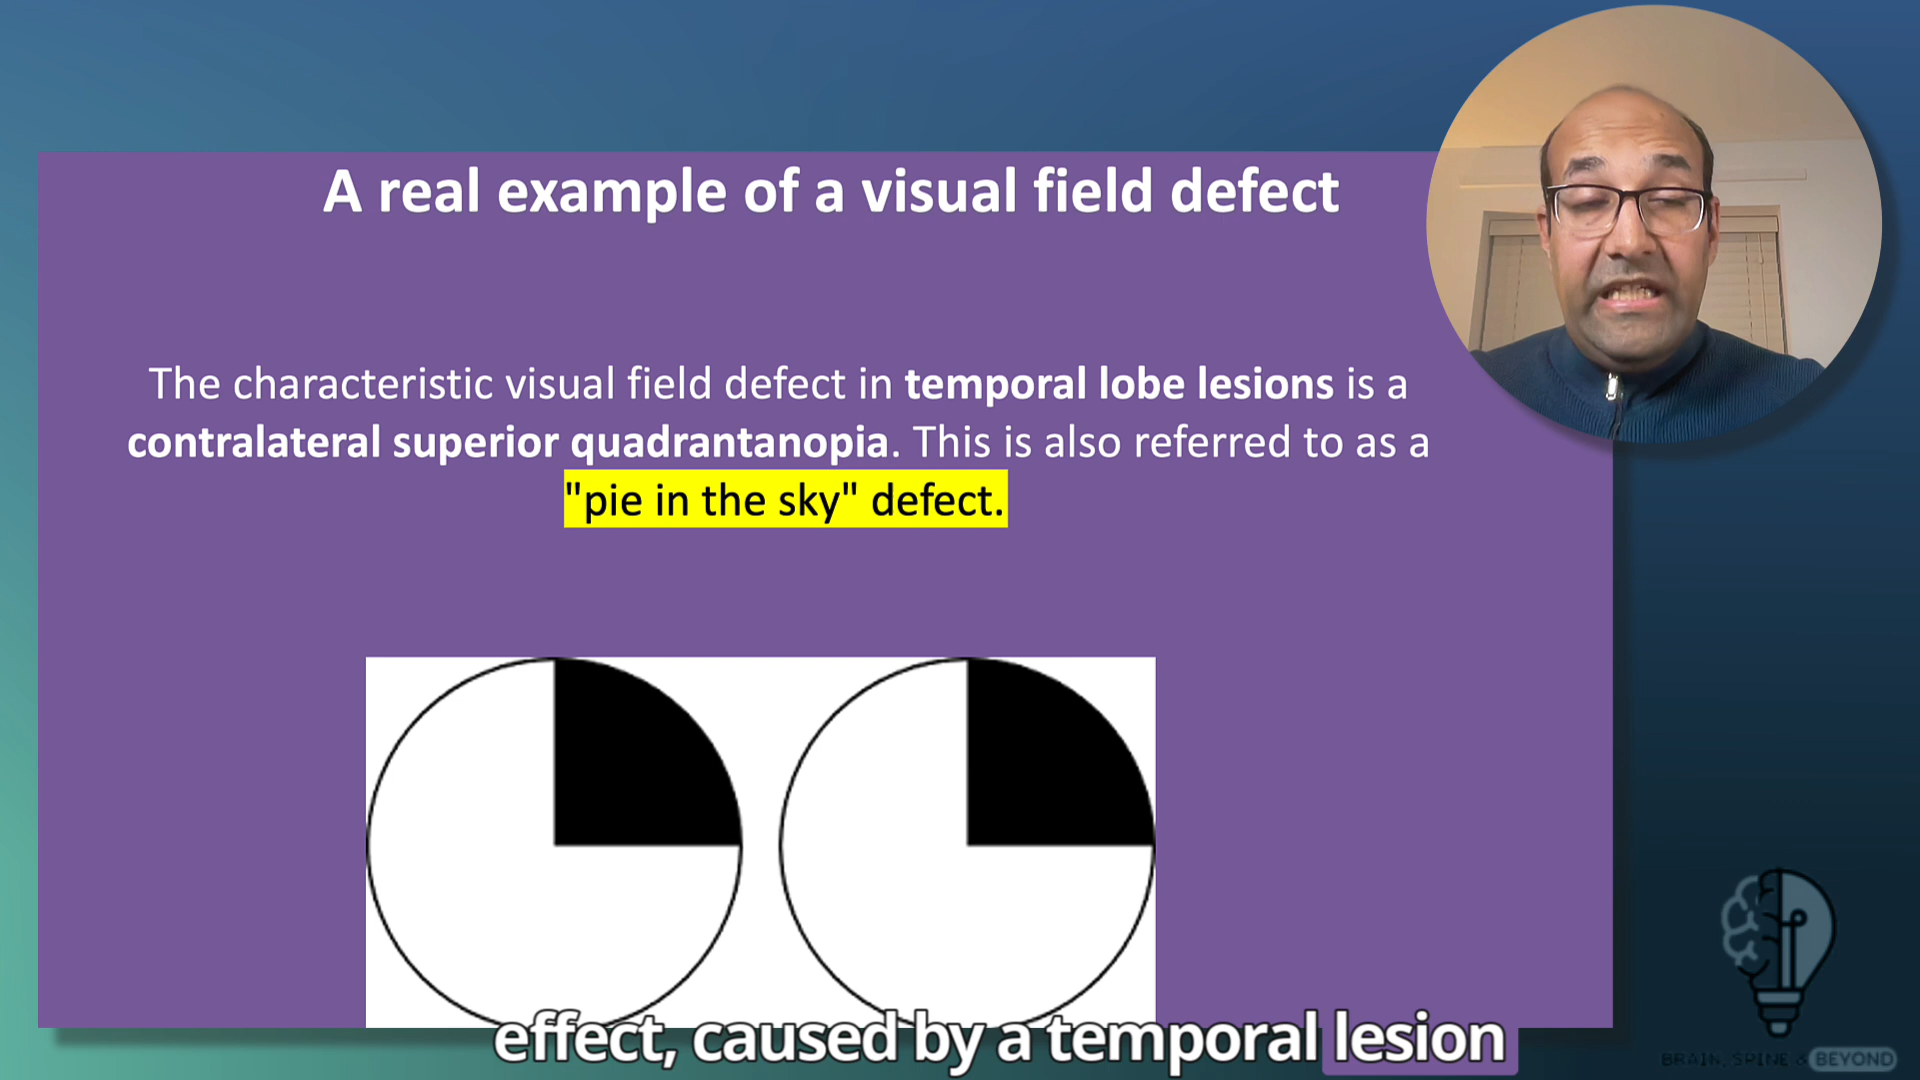 A real example of a visual field defect
The characteristic visual field defect in temporal lobe lesions is a
contralateral superior quadrantanopia. This is also referred to as a
"pie in the sky" defect.
effect, caused by a temporal lesion
BRAIN, SPINE & BEYOND